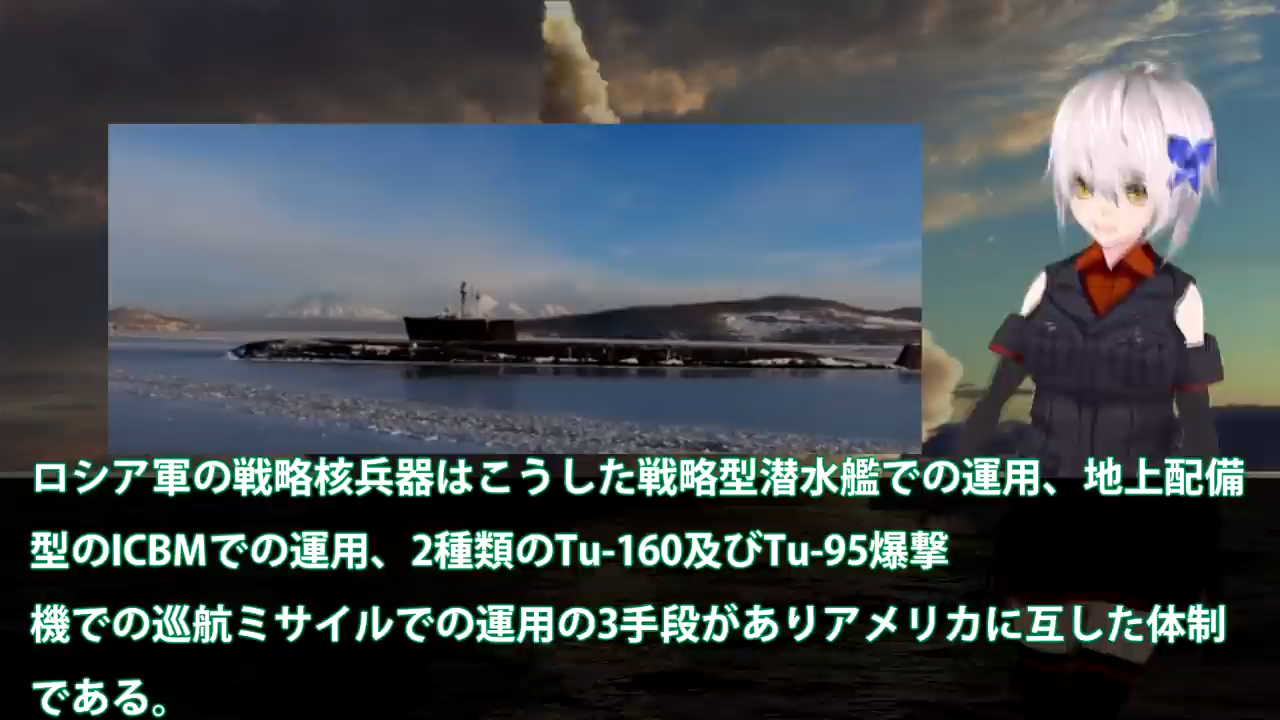 ロシア軍の戦略核兵器はこうした戦略型潜水艦での運用、地上配備
型のICBMでの運用、2種類のTu-160及びTu-95爆撃
機での巡航ミサイルでの運用の3手段がありアメリカに互した体制
である。